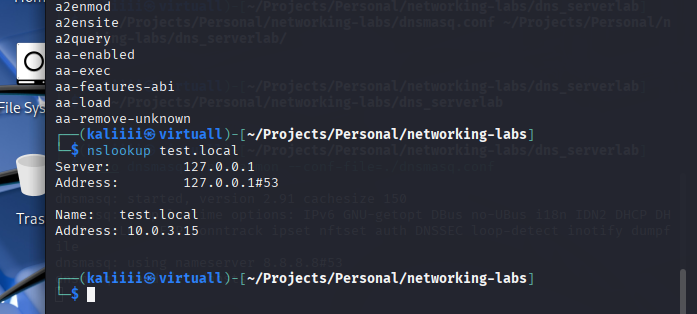 a2enmod
a2ensite
a2query
aa-enabled
aa-exec
aa-features-abi
aa-load
aa-remove-unknown
┌──(kaliiii㉿virtuall)-[~/Projects/Personal/networking-labs]
└─$ nslookup test.local
Server:         127.0.0.1
Address:        127.0.0.1#53

Name:   test.local
Address: 10.0.3.15

┌──(kaliiii㉿virtuall)-[~/Projects/Personal/networking-labs]
└─$
File Sys
Tras